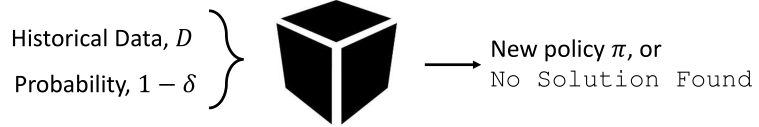 Historical Data, D
Probability, 1 − δ
New policy π, or
No Solution Found